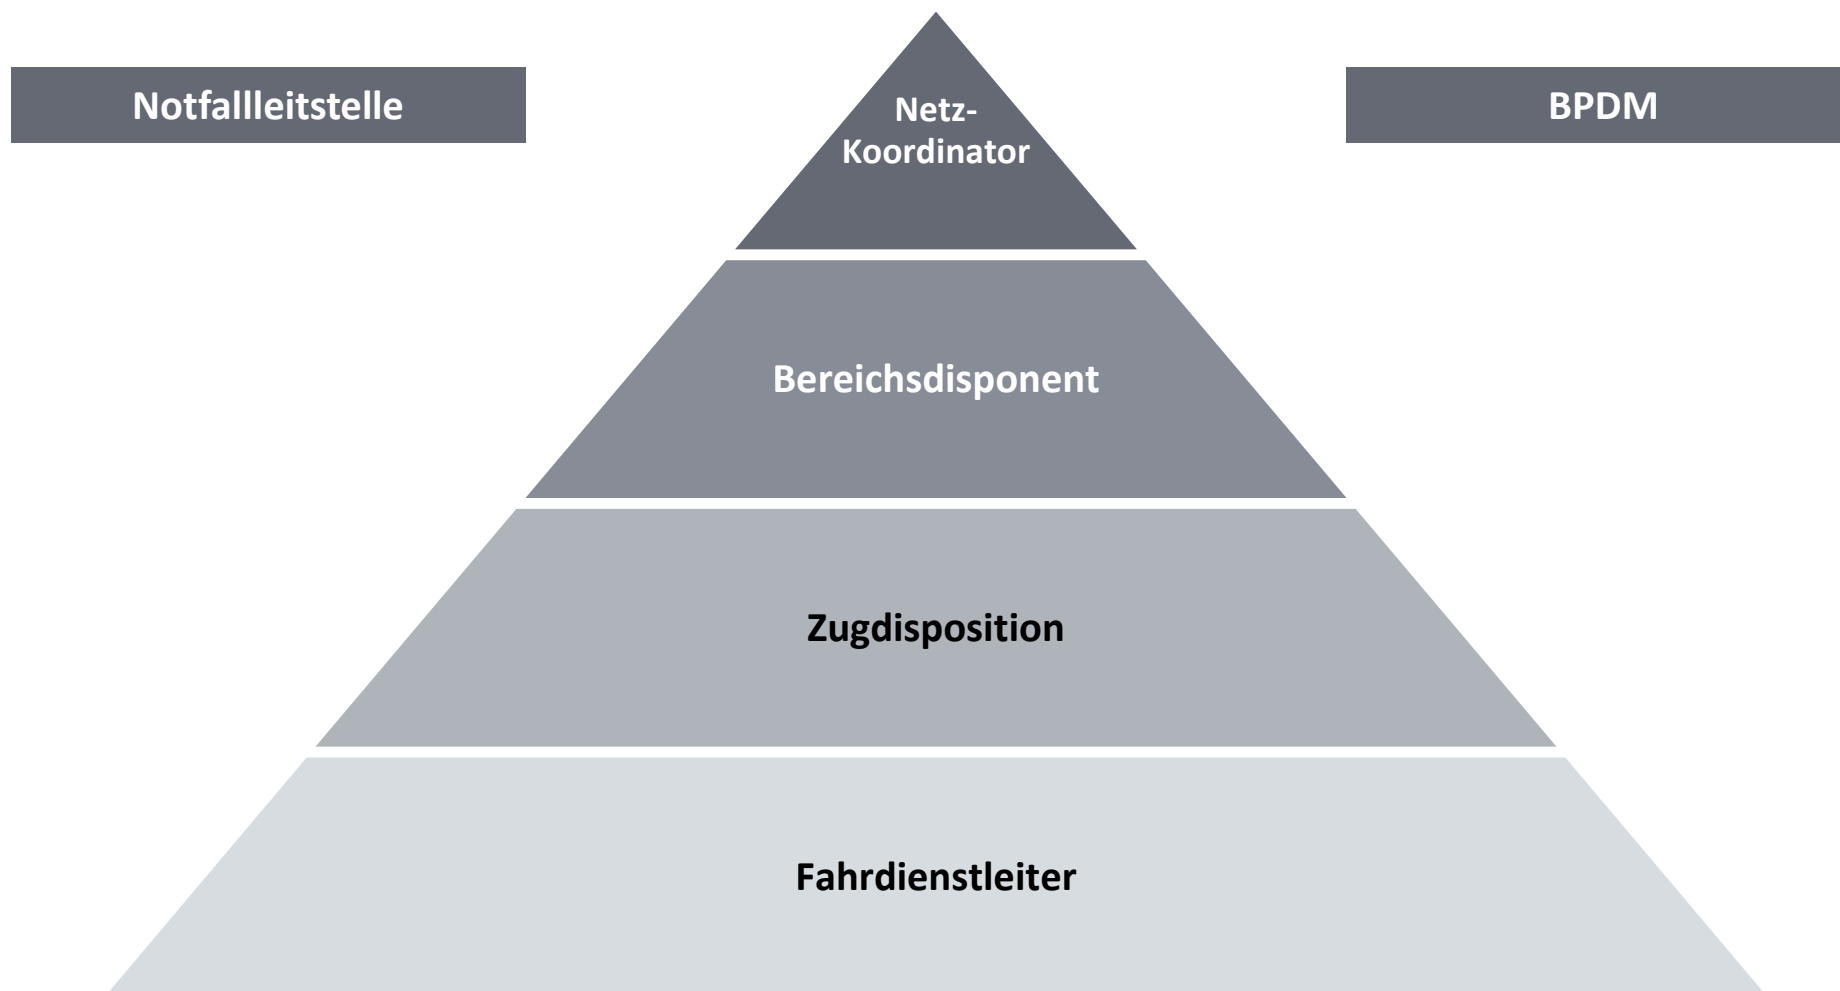 Notfallleitstelle
Netz-
Koordinator
BPDM
Bereichsdisponent
Zugdisposition
Fahrdienstleiter